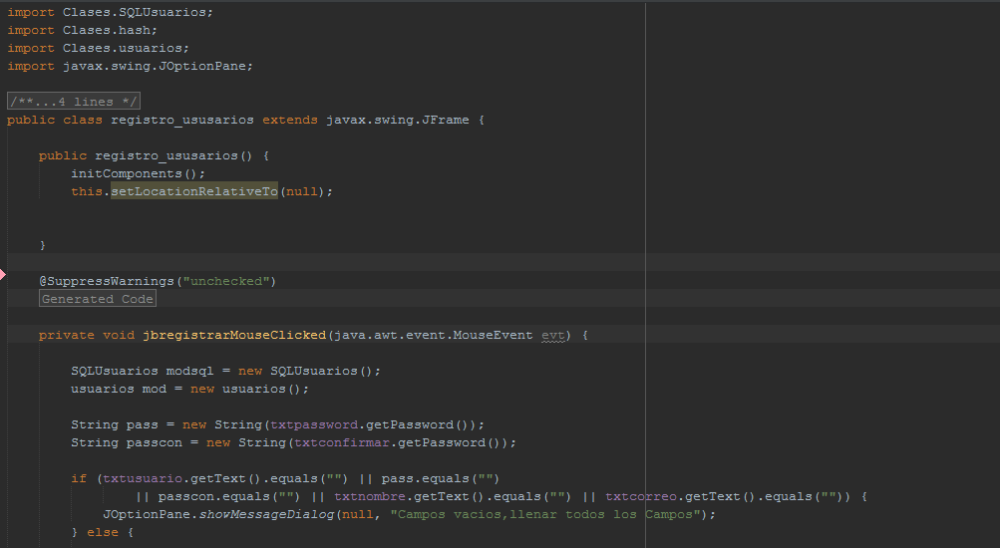 import Clases.SQLUsuarios;
import Clases.hash;
import Clases.usuarios;
import javax.swing.JOptionPane;
/**...4 lines */
public class registro_ususarios extends javax.swing.JFrame {
public registro_ususarios() {
initComponents();
this.setLocationRelativeTo(null);
}
@SuppressWarnings("unchecked")
Generated Code
private void jbregistrarMouseClicked(java.awt.event.MouseEvent evt) {
SQLUsuarios modsql = new SQLUsuarios();
usuarios mod = new usuarios();
String pass = new String(txtpassword.getPassword());
String passcon = new String(txtconfirmar.getPassword());
if (txtusuario.getText().equals("") || pass.equals("")
|| passcon.equals("") || txtnombre.getText().equals("") || txtcorreo.getText().equals("")) {
JOptionPane.showMessageDialog(null, "Campos vacios,llenar todos los Campos");
} else {